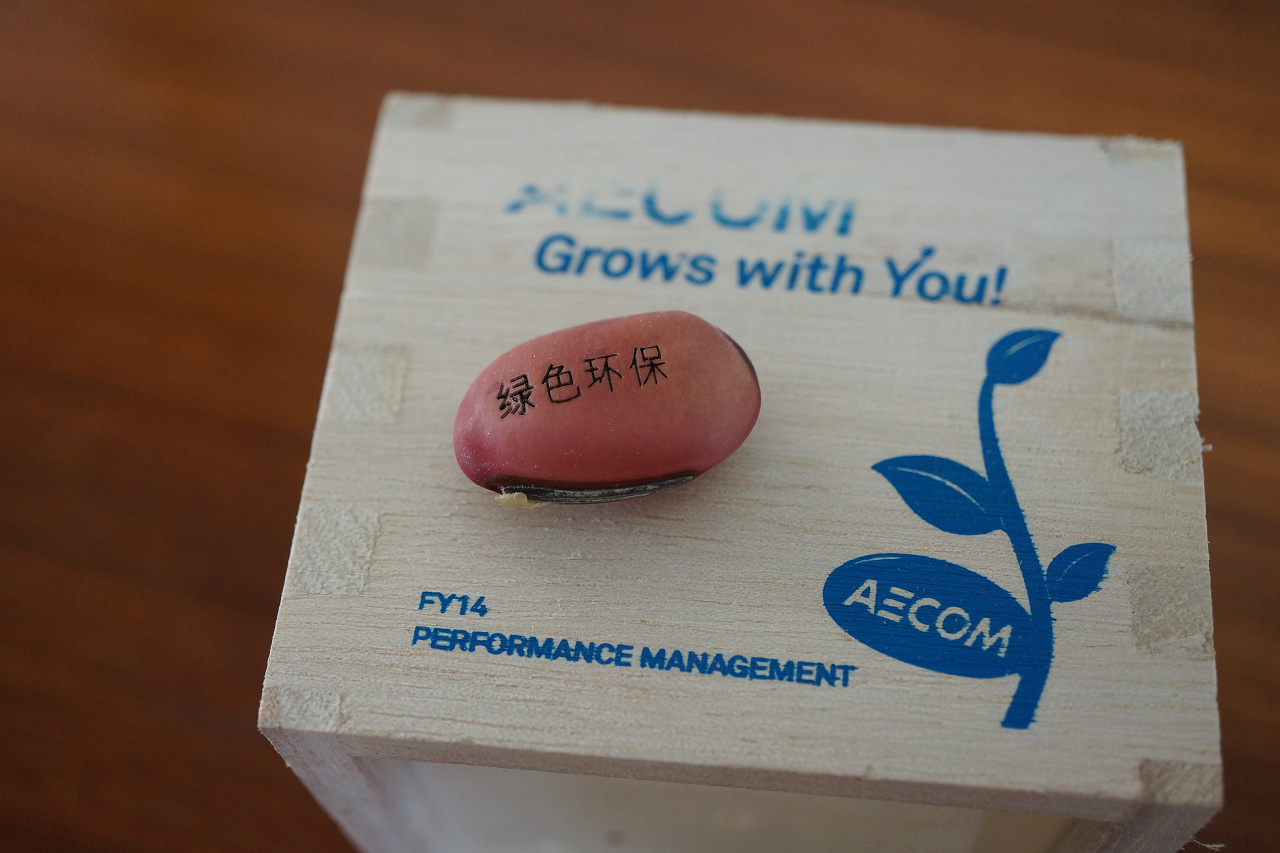 AECOM
Grows with You!
绿色环保
AECOM
FY14
PERFORMANCE MANAGEMENT